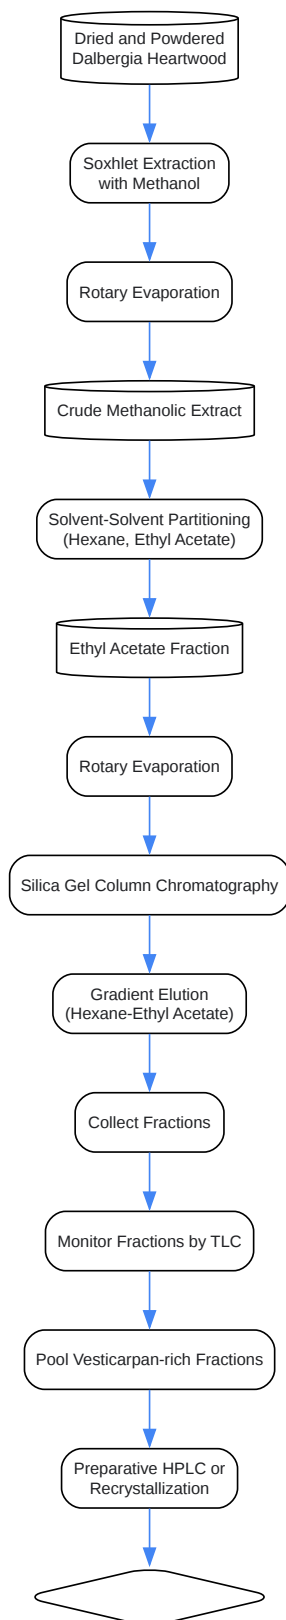 Dried and Powdered
Dalbergia Heartwood
Soxhlet Extraction
with Methanol
Rotary Evaporation
Crude Methanolic Extract
Solvent-Solvent Partitioning
(Hexane, Ethyl Acetate)
Ethyl Acetate Fraction
Rotary Evaporation
Silica Gel Column Chromatography
Gradient Elution
(Hexane-Ethyl Acetate)
Collect Fractions
Monitor Fractions by TLC
Pool Vesticarpan-rich Fractions
Preparative HPLC or
Recrystallization